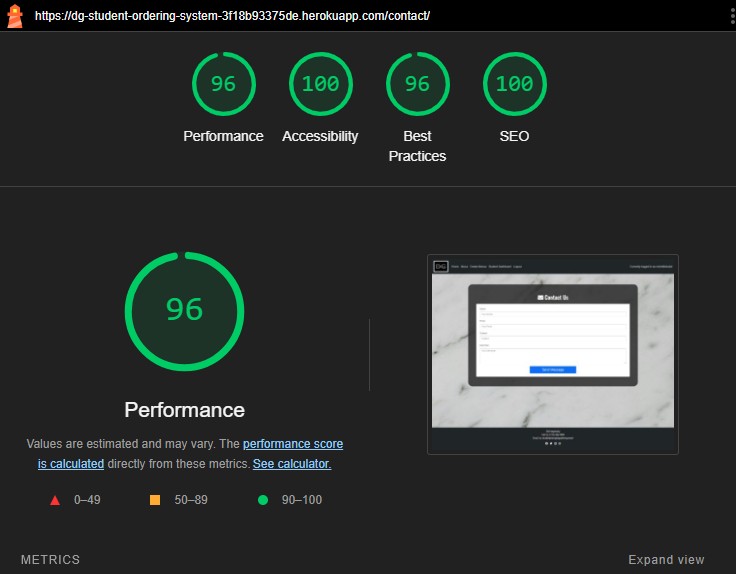 https://dg-student-ordering-system-3f18b93375de.herokuapp.com/contact/
96 100 96 100
Performance Accessibility Best Practices SEO
96
Performance
Values are estimated and may vary. The performance score
is calculated directly from these metrics. See calculator.
0–49 50–89 90–100
Contact Us
METRICS Expand view